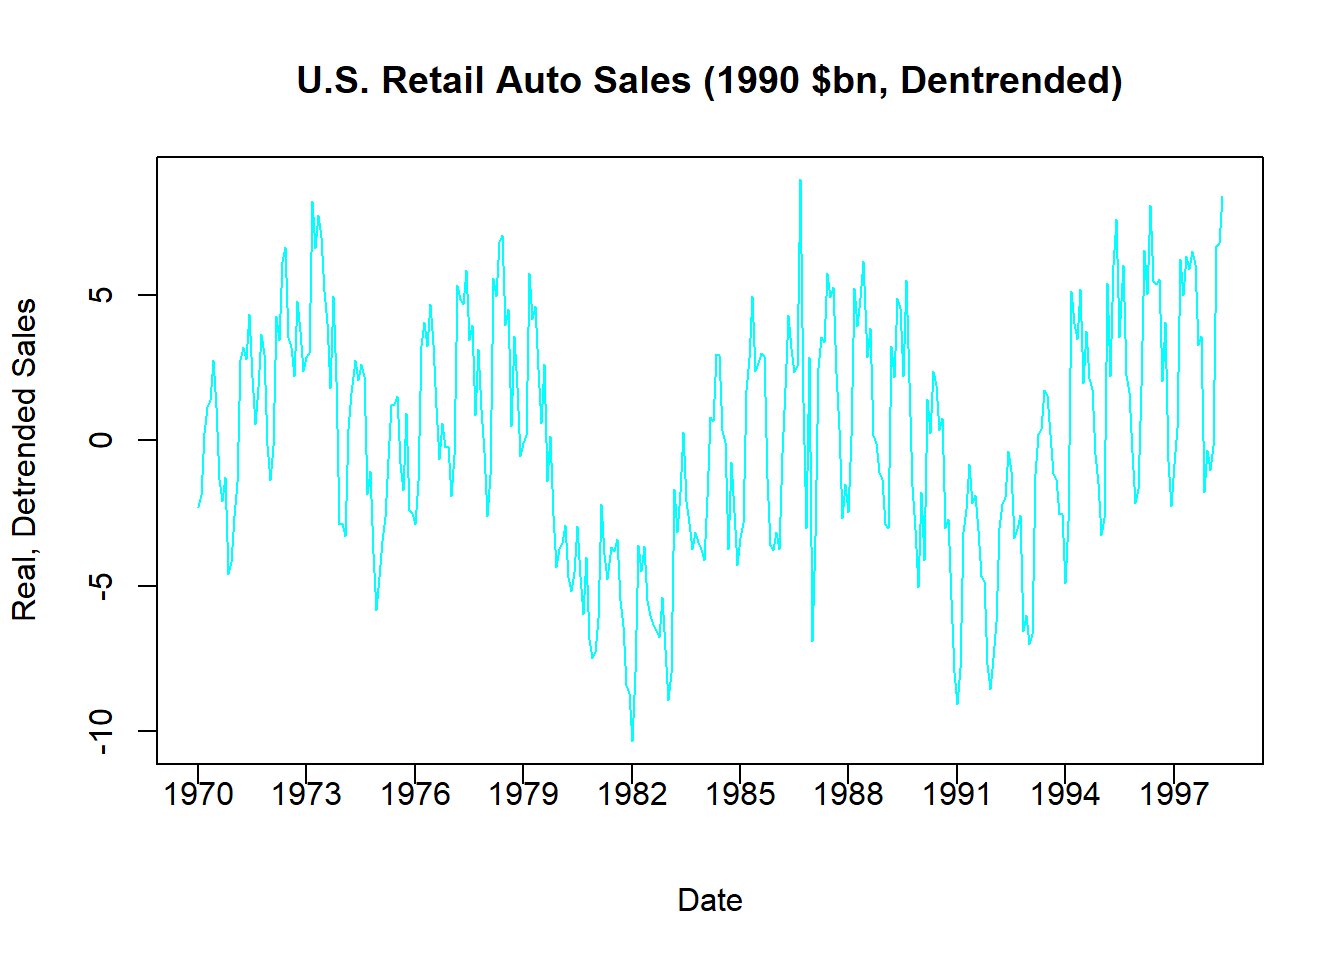 U.S. Retail Auto Sales (1990 $bn, Dentrended)
Real, Detrended Sales
5
0
-5
-10
1970 1973 1976 1979 1982 1985 1988 1991 1994 1997
Date